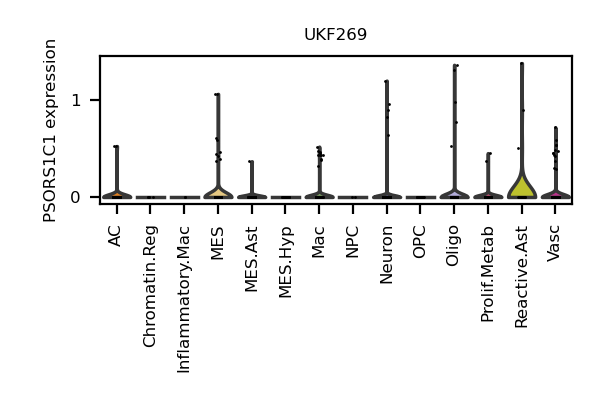 UKF269
PSORS1C1 expression
1
0
AC
Chromatin.Reg
Inflammatory.Mac
MES
MES.Ast
MES.Hyp
Mac
NPC
Neuron
OPC
Oligo
Prolif.Metab
Reactive.Ast
Vasc